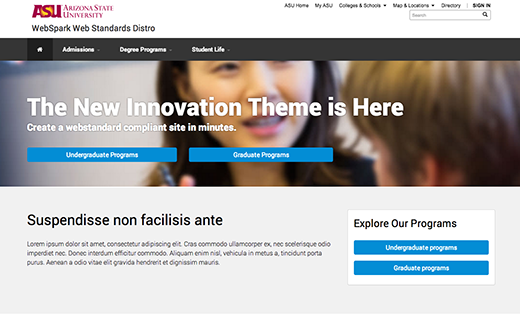 ASU ARIZONA STATE
UNIVERSITY
ASU Home My ASU Colleges & Schools Map & Locations Directory | SIGN IN
Search
WebSpark Web Standards Distro
Admissions Degree Programs Student Life
The New Innovation Theme is Here
Create a webstandard compliant site in minutes.
Undergraduate Programs Graduate Programs
Suspendisse non facilisis ante
Lorem ipsum dolor sit amet, consectetur adipiscing elit. Cras commodo ullamcorper ex, nec scelerisque odio
imperdiet nec. Donec interdum efficitur commodo. Aliquam enim nisl, vehicula in metus a, tincidunt porta
purus. Aenean a odio vitae elit gravida hendrerit et dignissim mauris.
Explore Our Programs
Undergraduate programs
Graduate programs